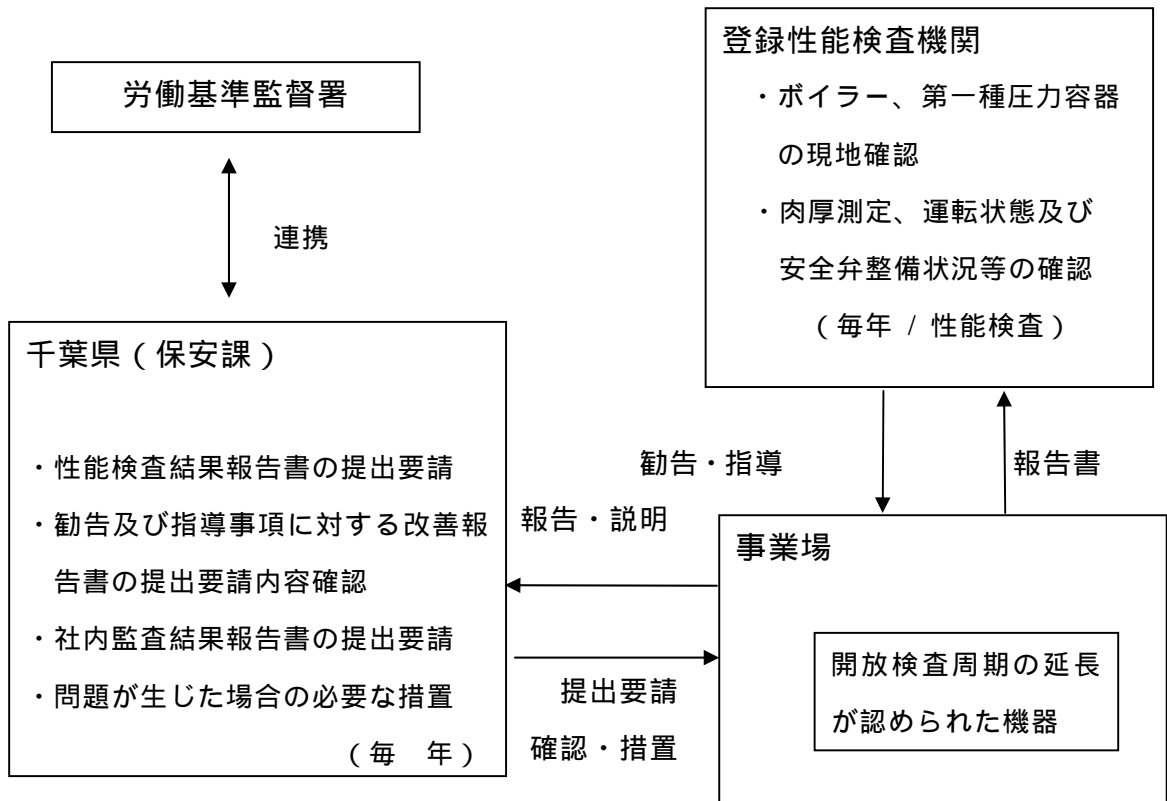 労働基準監督署
連携
登録性能検査機関
・ボイラー、第一種圧力容器
の現地確認
・肉厚測定、運転状態及び
安全弁整備状況等の確認
(毎年 / 性能検査)
千葉県(保安課)
・性能検査結果報告書の提出要請
・勧告及び指導事項に対する改善報
告書の提出要請内容確認
・社内監査結果報告書の提出要請
・問題が生じた場合の必要な措置
(毎 年)
勧告・指導
報告書
報告・説明
提出要請
確認・措置
事業場
開放検査周期の延長
が認められた機器